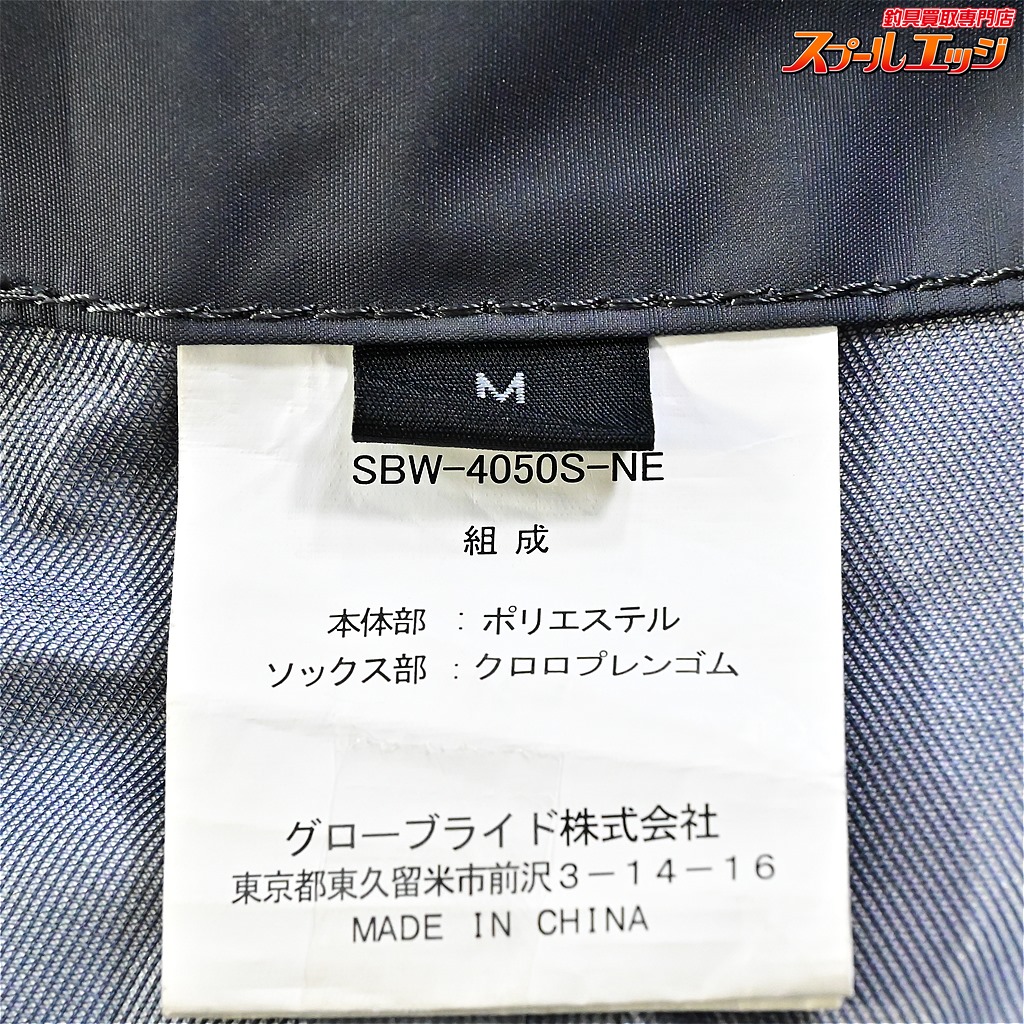 釣具買取専門店
スプールエッジ
M
SBW-4050S-NE
組成
本体部 : ポリエステル
ソックス部 : クロロプレンゴム
グローブライド株式会社
東京都東久留米市前沢3-14-16
MADE IN CHINA